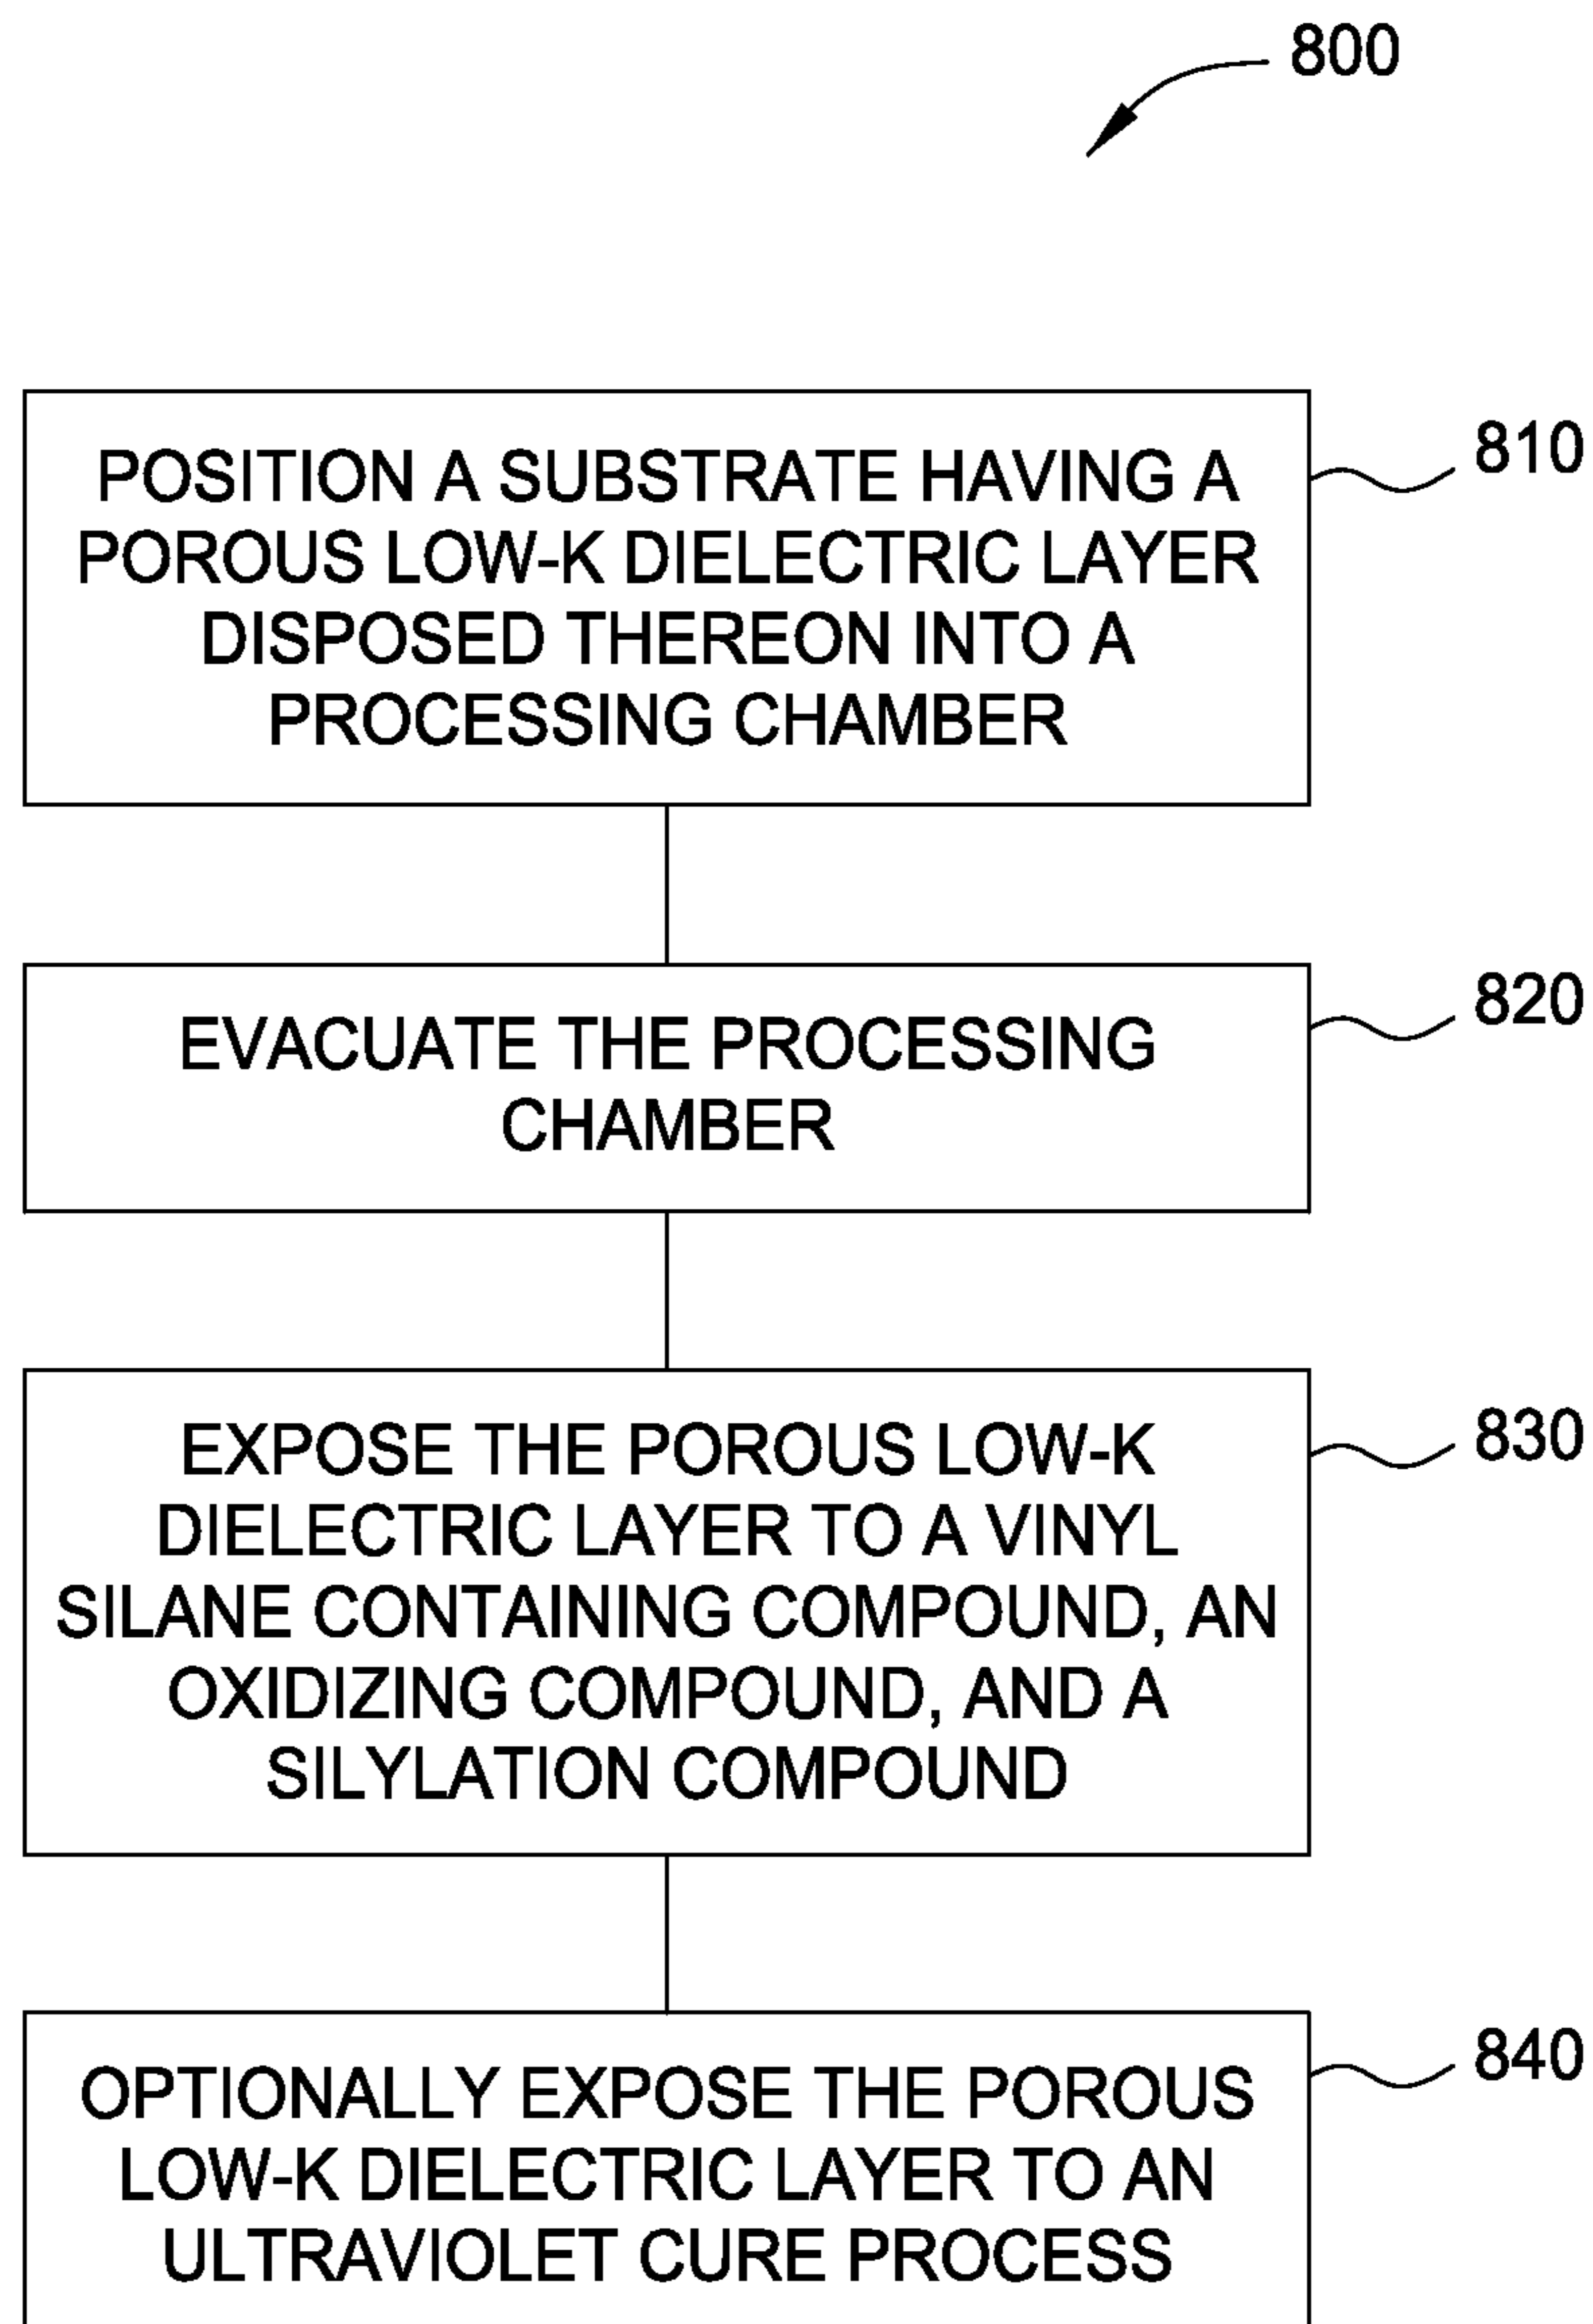 800
POSITION A SUBSTRATE HAVING A
POROUS LOW-K DIELECTRIC LAYER
DISPOSED THEREON INTO A
PROCESSING CHAMBER
810
EVACUATE THE PROCESSING
CHAMBER
820
EXPOSE THE POROUS LOW-K
DIELECTRIC LAYER TO A VINYL
SILANE CONTAINING COMPOUND, AN
OXIDIZING COMPOUND, AND A
SILYLATION COMPOUND
830
OPTIONALLY EXPOSE THE POROUS
LOW-K DIELECTRIC LAYER TO AN
ULTRAVIOLET CURE PROCESS
840